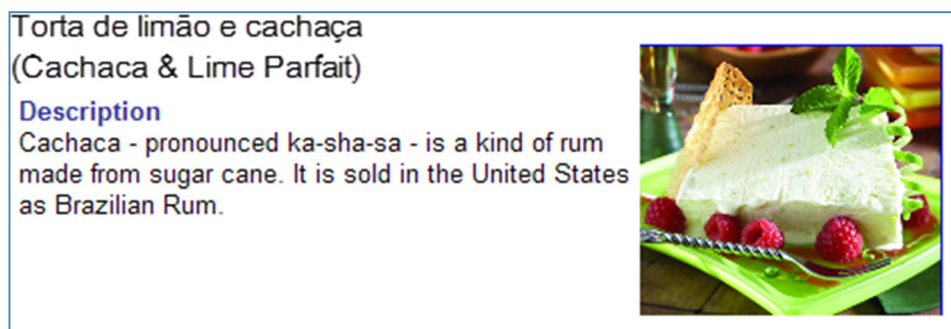 Torta de limão e cachaça
(Cachaca & Lime Parfait)
Description
Cachaca - pronounced ka-sha-sa - is a kind of rum
made from sugar cane. It is sold in the United States
as Brazilian Rum.